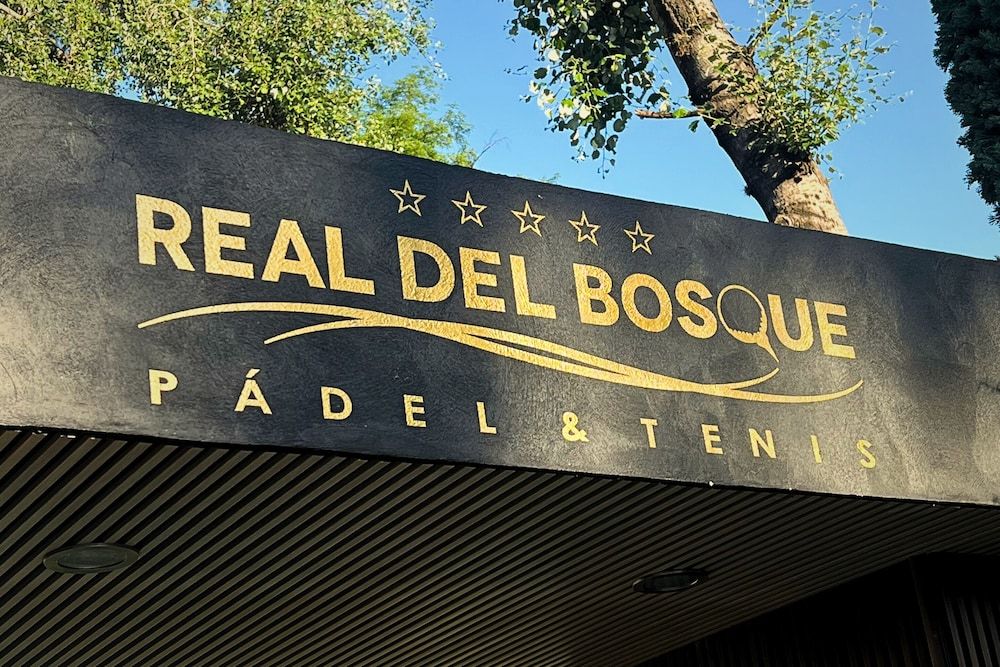 REAL DEL BOSQUE
PÁDEL & TENIS